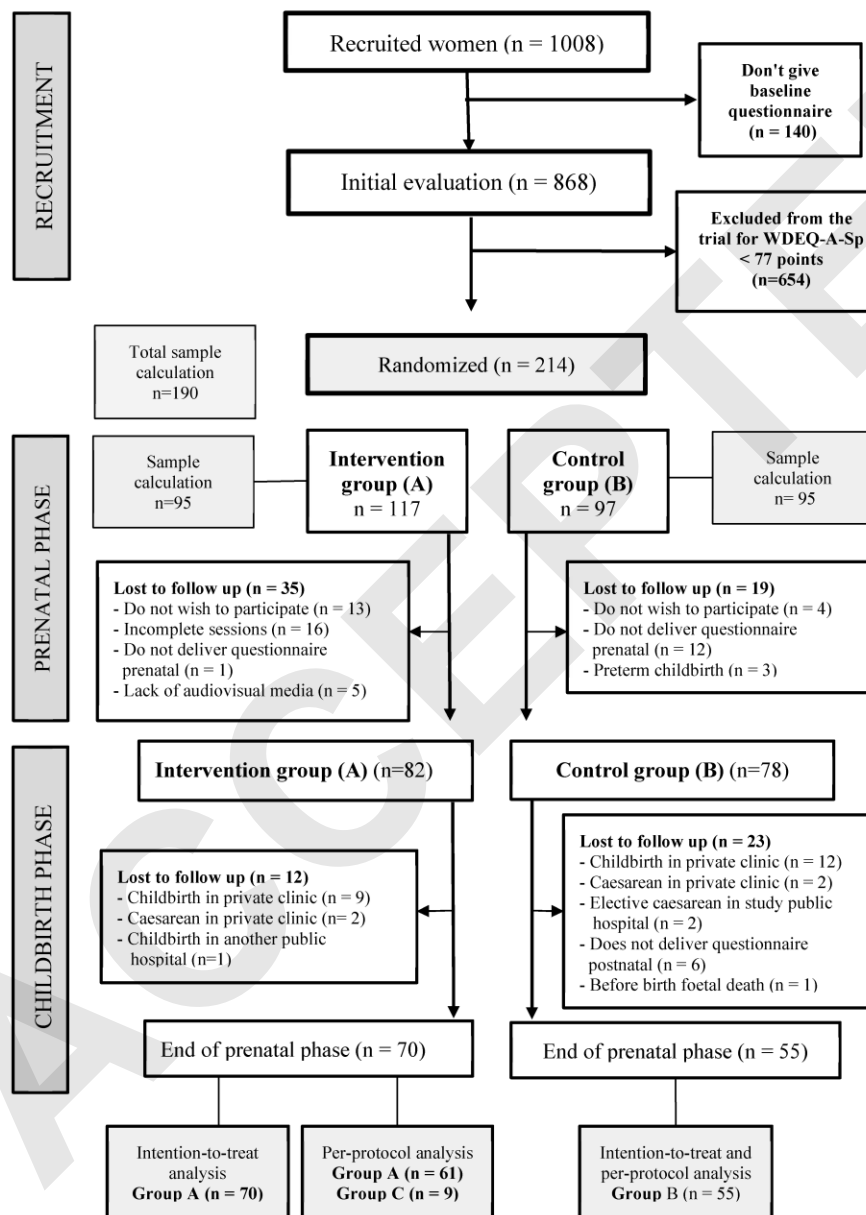 RECRUITMENT
Recruited women (n = 1008)
Don't give
baseline
questionnaire
(n = 140)
Initial evaluation (n = 868)
Excluded from the
trial for WDEQ-A-Sp
< 77 points
(n=654)
Total sample
calculation
n=190
Randomized (n = 214)
PRENATAL PHASE
Sample
calculation
n=95
Intervention
group (A)
n = 117
Control
group (B)
n = 97
Sample
calculation
n= 95
Lost to follow up (n = 35)
- Do not wish to participate (n = 13)
- Incomplete sessions (n = 16)
- Do not deliver questionnaire
prenatal (n = 1)
- Lack of audiovisual media (n = 5)
Lost to follow up (n = 19)
- Do not wish to participate (n = 4)
- Do not deliver questionnaire
prenatal (n = 12)
- Preterm childbirth (n = 3)
CHILDBIRTH PHASE
Intervention group (A) (n=82)
Control group (B) (n=78)
Lost to follow up (n = 12)
- Childbirth in private clinic (n = 9)
- Caesarean in private clinic (n= 2)
- Childbirth in another public
hospital (n=1)
Lost to follow up (n = 23)
- Childbirth in private clinic (n = 12)
- Caesarean in private clinic (n = 2)
- Elective caesarean in study public
hospital (n = 2)
- Does not deliver questionnaire
postnatal (n = 6)
- Before birth foetal death (n = 1)
End of prenatal phase (n = 70)
End of prenatal phase (n = 55)
Intention-to-treat
analysis
Group A (n = 70)
Per-protocol analysis
Group A (n = 61)
Group C (n = 9)
Intention-to-treat and
per-protocol analysis
Group B (n = 55)
ACCEPTE